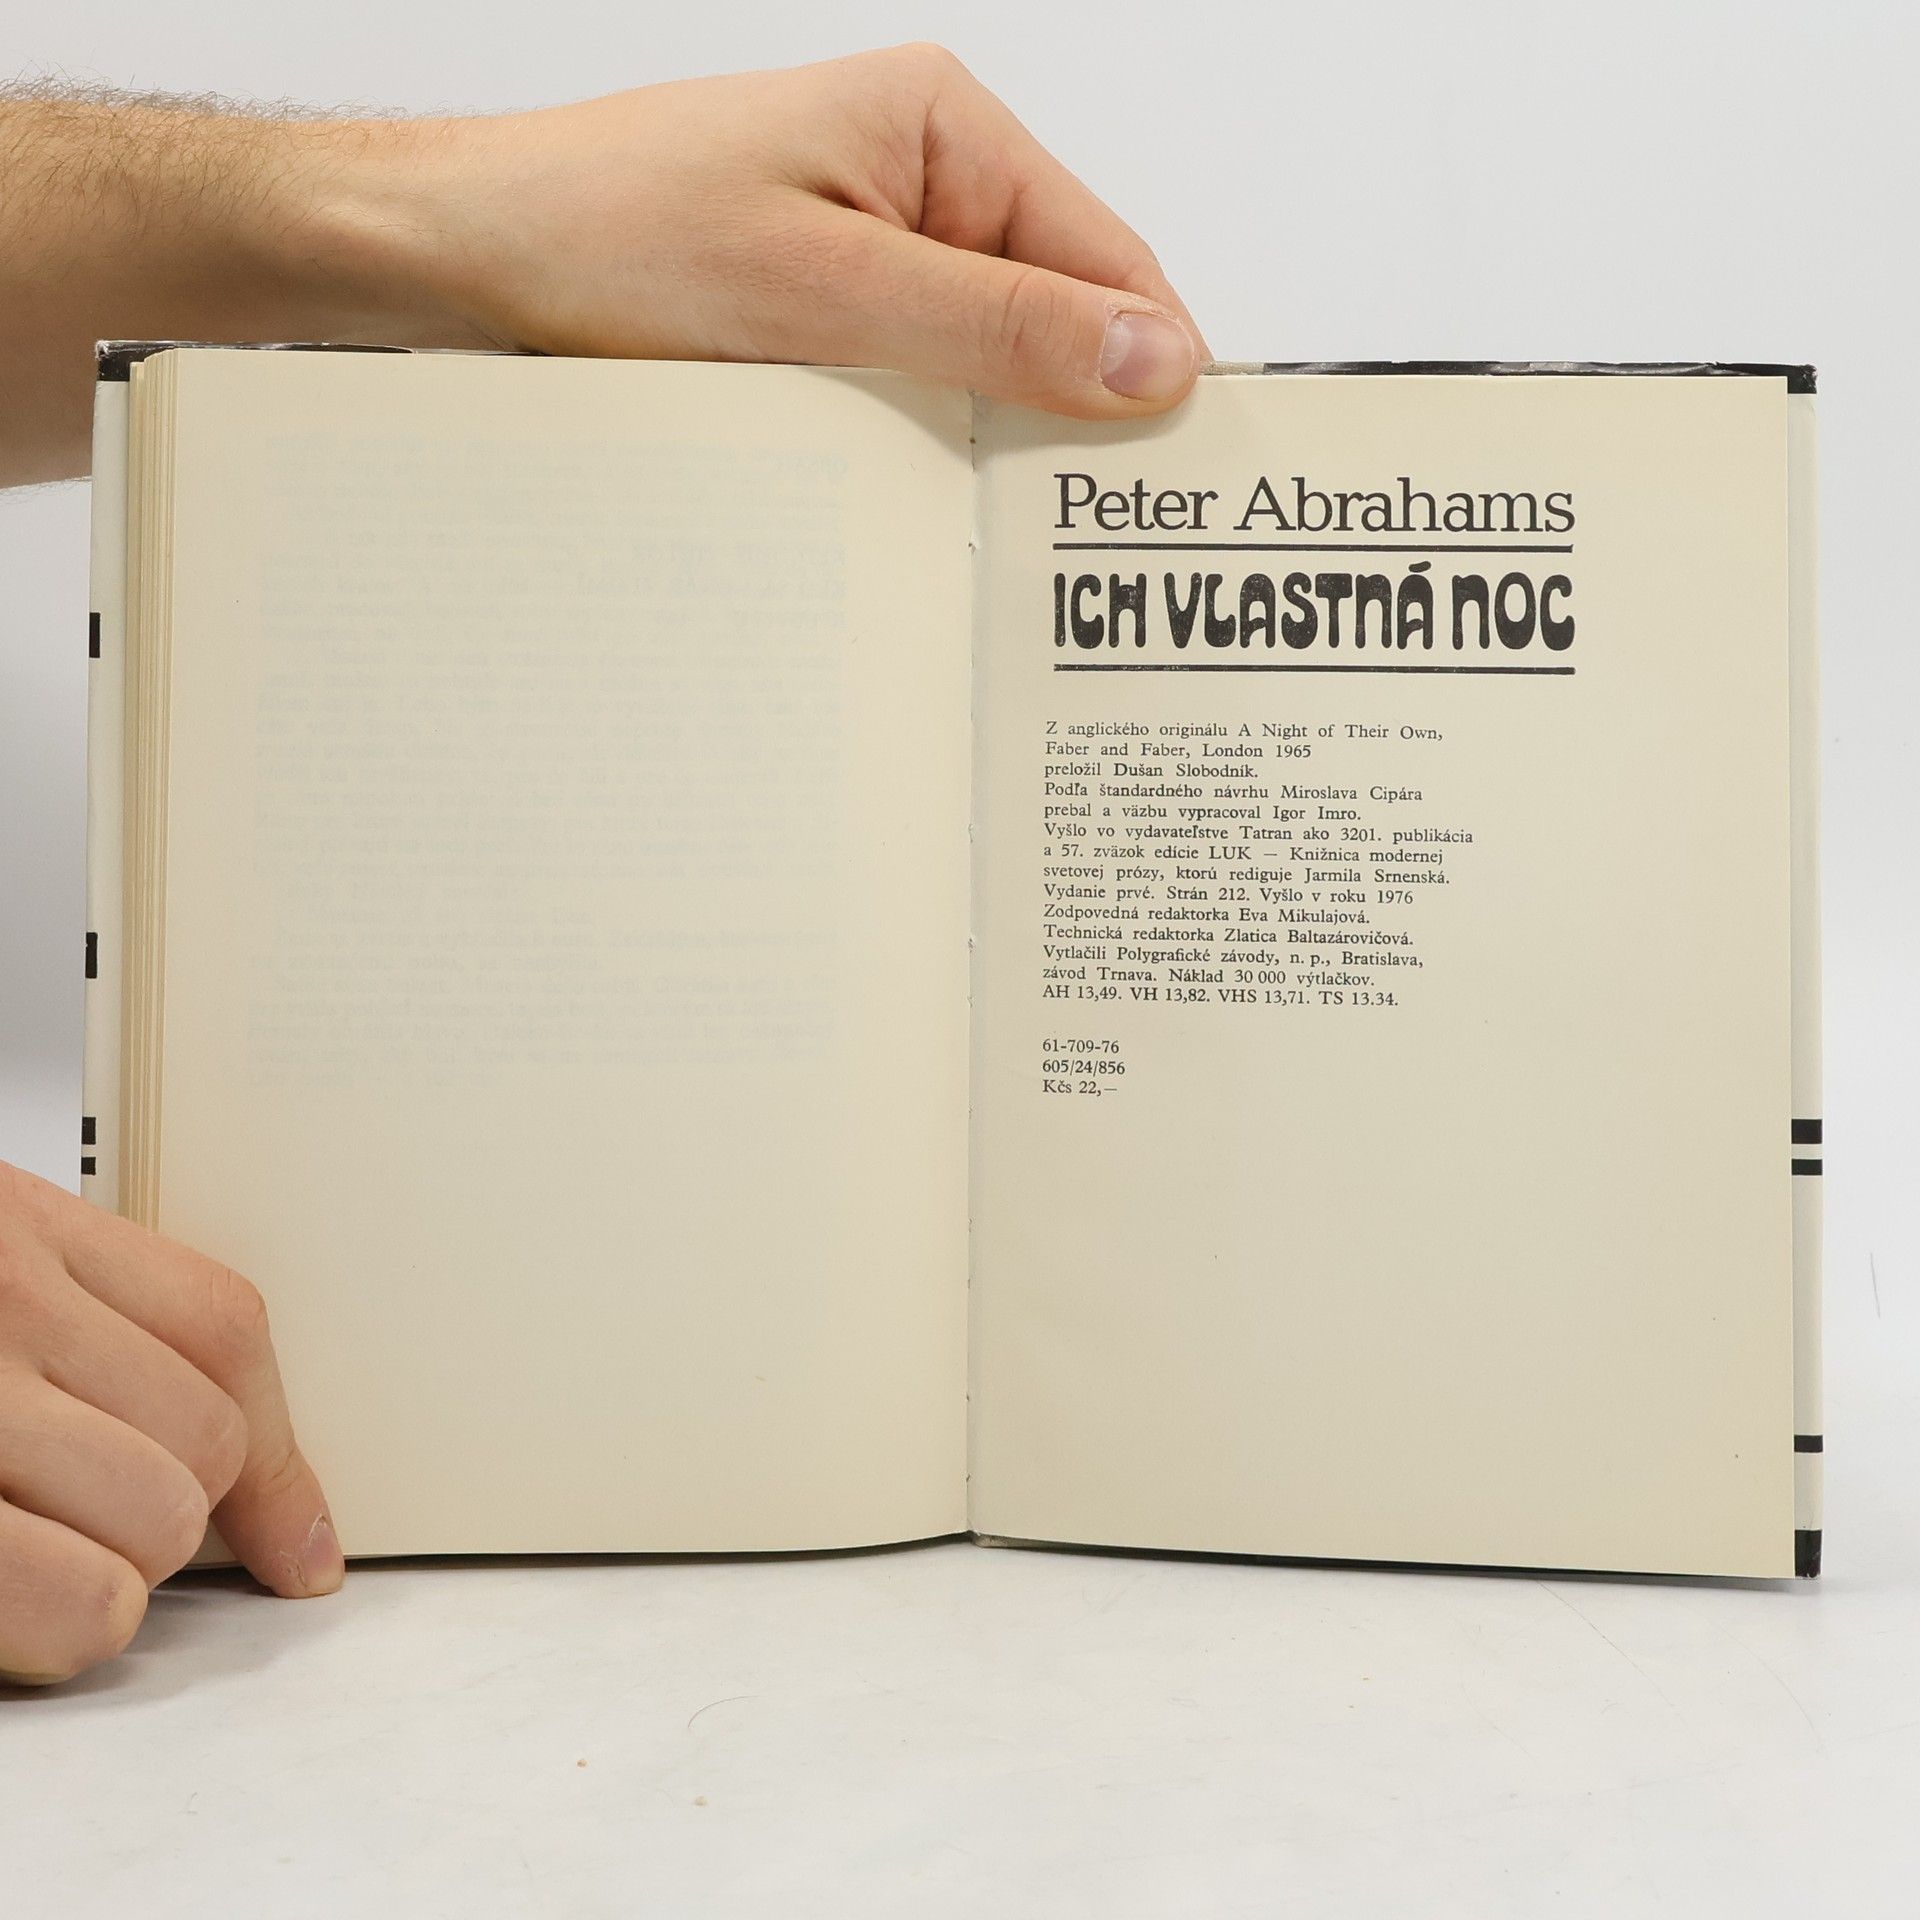 Peter Abrahams
ICH VLASTNÁ NOC
Z anglického originálu A Night of Their Own,
Faber and Faber, London 1965
preložil Dušan Slobodník.
Podľa štandardného návrhu Miroslava Cipára
prebal a väzbu vypracoval Igor Imro.
Vyšlo vo vydavateľstve Tatran ako 3201. publikácia
a 57. zväzok edície LUK — Knižnica modernej
svetovej prózy, ktorú rediguje Jarmila Srnenská.
Vydanie prvé. Strán 212. Vyšlo v roku 1976
Zodpovedná redaktorka Eva Mikulajová.
Technická redaktorka Zlatica Baltazárovičová.
Vytlačili Polygrafické závody, n. p., Bratislava,
závod Trnava. Náklad 30 000 výtlačkov.
AH 13,49. VH 13,82. VHS 13,71. TS 13.34.
61-709-76
605/24/856
Kčs 22,—